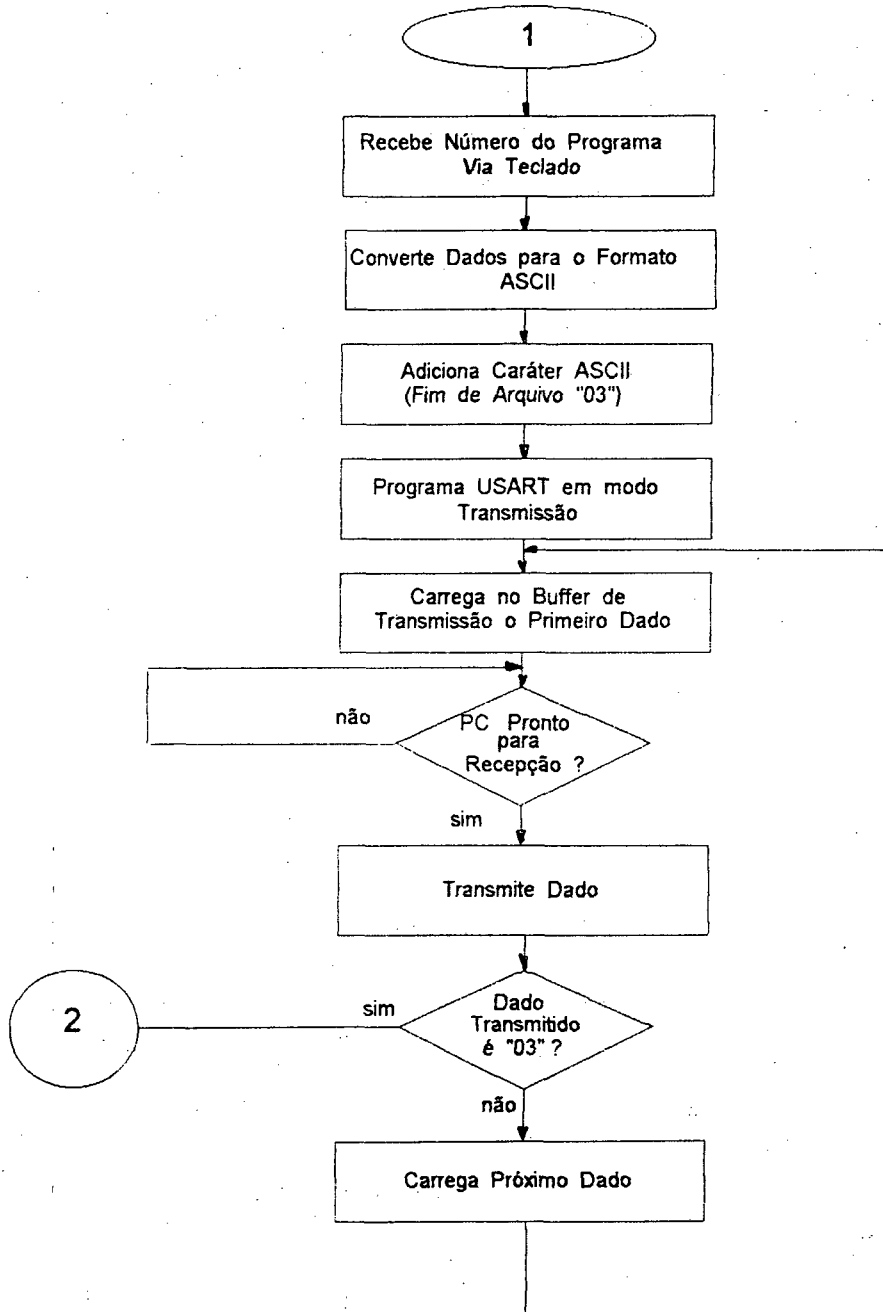 1
Recebe Número do Programa
Via Teclado
Converte Dados para o Formato
ASCII
Adiciona Caráter ASCII
(Fim de Arquivo "03")
Programa USART em modo
Transmissão
Carrega no Buffer de
Transmissão o Primeiro Dado
não
PC Pronto
para
Recepção ?
sim
Transmite Dado
2
sim
Dado
Transmitido
é "03" ?
não
Carrega Próximo Dado